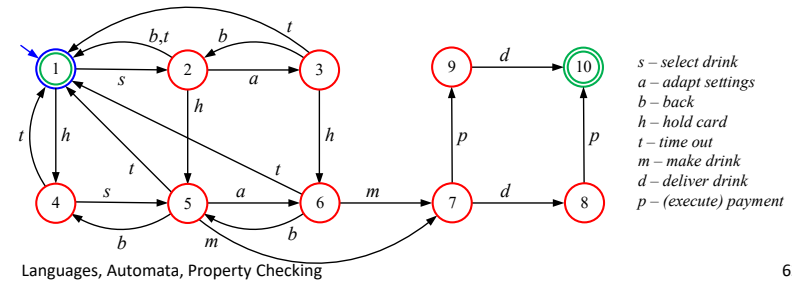 t
b,t
b
1
s
2
a
3
9
d
10
h
h
h
t
t
t
p
p
4
s
5
a
6
m
7
d
8
b
m
b
s – select drink
a – adapt settings
b – back
h – hold card
t – time out
m – make drink
d – deliver drink
p – (execute) payment
Languages, Automata, Property Checking
6